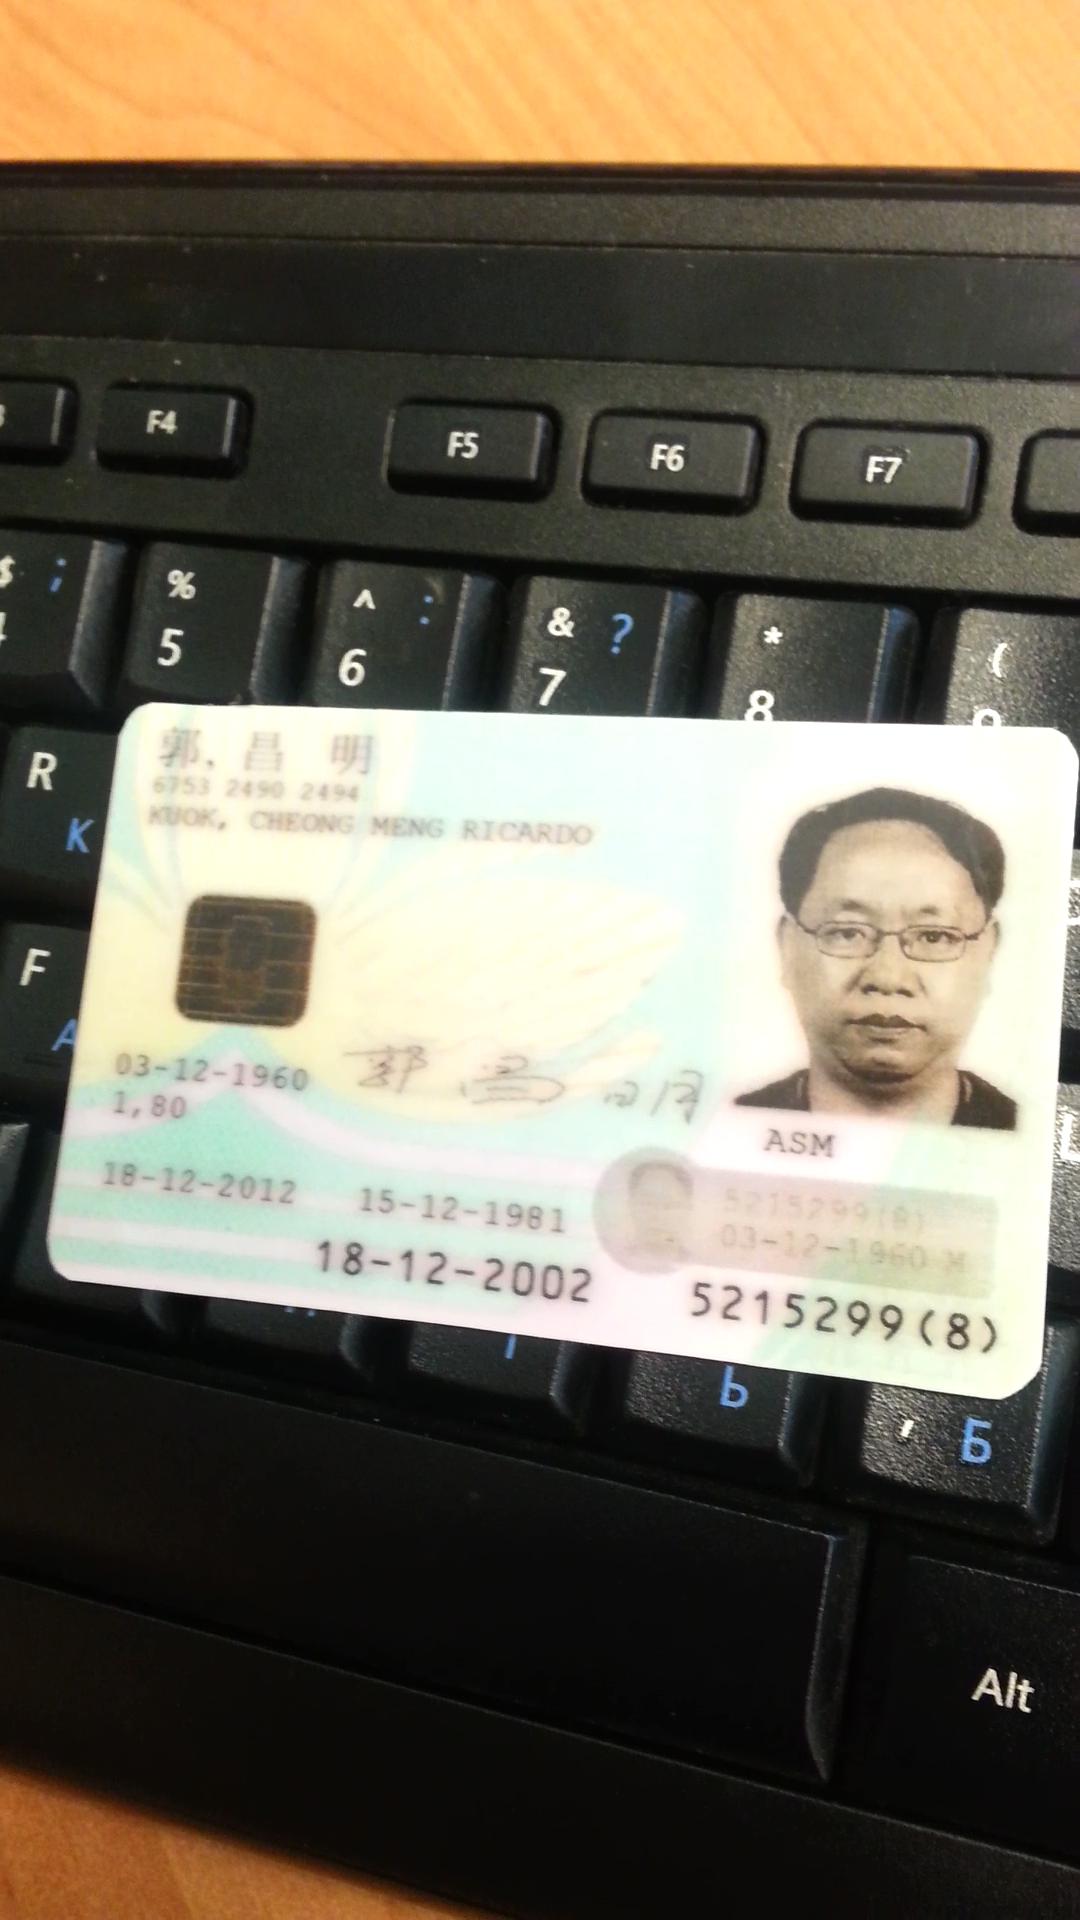 F4
F5
F6
F7
$ ;
4
%
5
^ :
6
& ?
7
*
8
(
9
R
K
F
A
郭, 昌 明
6753 2490 2494
KUOK, CHEONG MENG RICARDO
03-12-1960
1,80
郭 昌 明
ASM
18-12-2012
15-12-1981
5215299(8)
03-12-1960 M
18-12-2002
5215299(8)
Ь
, Б
Alt